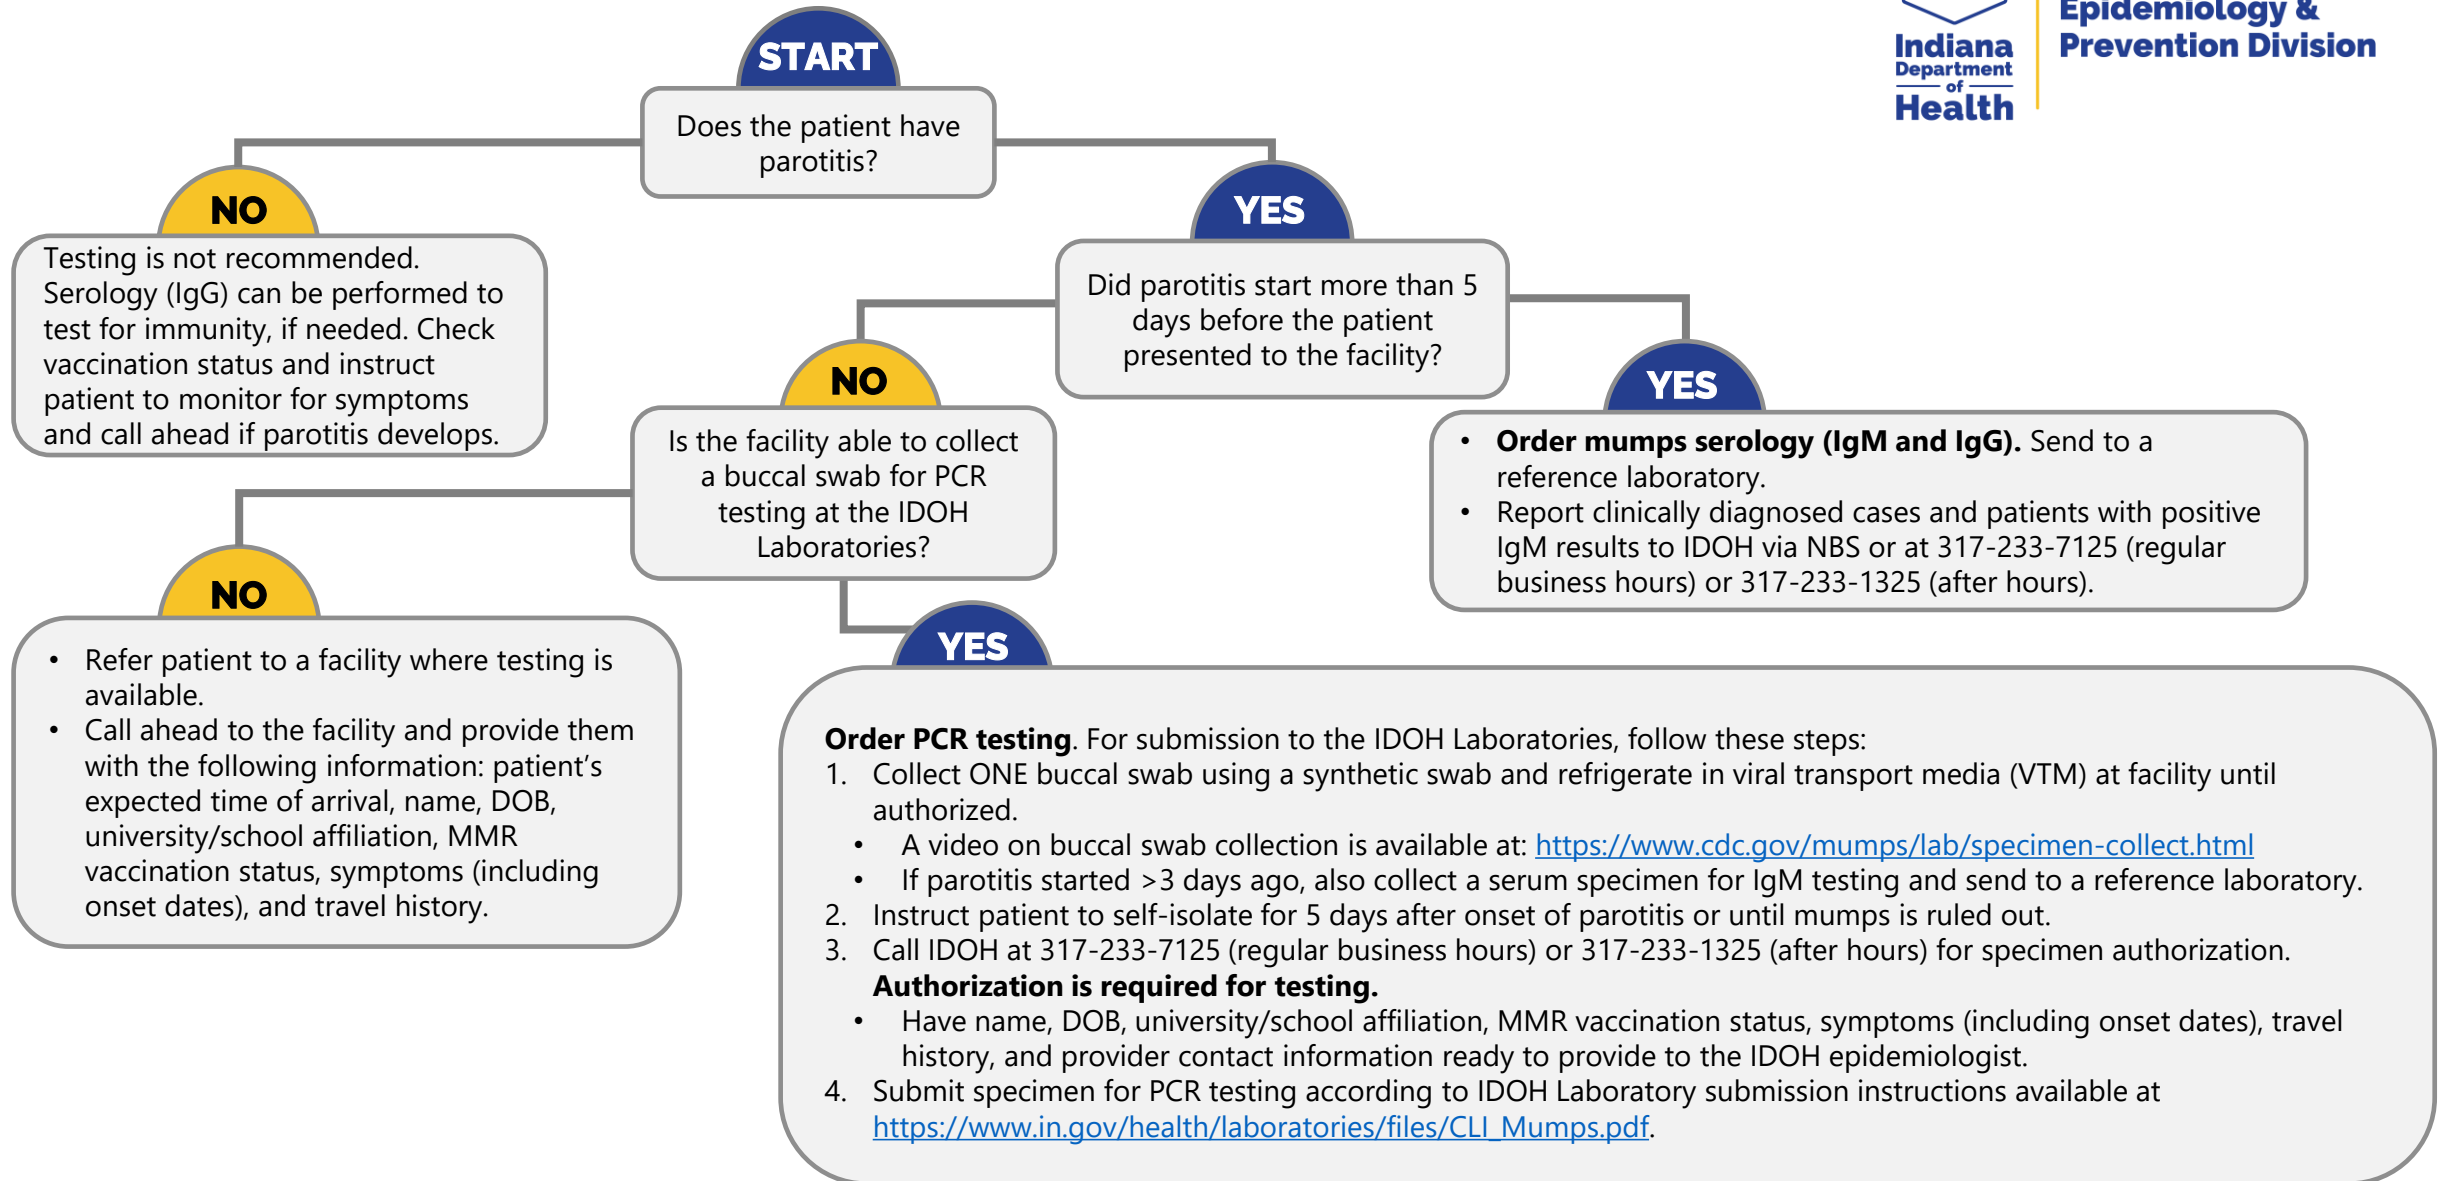 Epidemiology &
Prevention Division
Indiana
Department
of
Health
START
Does the patient have
parotitis?
NO
Testing is not recommended.
Serology (IgG) can be performed to
test for immunity, if needed. Check
vaccination status and instruct
patient to monitor for symptoms
and call ahead if parotitis develops.
YES
Did parotitis start more than 5
days before the patient
presented to the facility?
NO
Is the facility able to collect
a buccal swab for PCR
testing at the IDOH
Laboratories?
YES
• Order mumps serology (IgM and IgG). Send to a
reference laboratory.
• Report clinically diagnosed cases and patients with positive
IgM results to IDOH via NBS or at 317-233-7125 (regular
business hours) or 317-233-1325 (after hours).
NO
• Refer patient to a facility where testing is
available.
• Call ahead to the facility and provide them
with the following information: patient’s
expected time of arrival, name, DOB,
university/school affiliation, MMR
vaccination status, symptoms (including
onset dates), and travel history.
YES
Order PCR testing. For submission to the IDOH Laboratories, follow these steps:
1. Collect ONE buccal swab using a synthetic swab and refrigerate in viral transport media (VTM) at facility until
authorized.
• A video on buccal swab collection is available at: https://www.cdc.gov/mumps/lab/specimen-collect.html
• If parotitis started >3 days ago, also collect a serum specimen for IgM testing and send to a reference laboratory.
2. Instruct patient to self-isolate for 5 days after onset of parotitis or until mumps is ruled out.
3. Call IDOH at 317-233-7125 (regular business hours) or 317-233-1325 (after hours) for specimen authorization.
Authorization is required for testing.
• Have name, DOB, university/school affiliation, MMR vaccination status, symptoms (including onset dates), travel
history, and provider contact information ready to provide to the IDOH epidemiologist.
4. Submit specimen for PCR testing according to IDOH Laboratory submission instructions available at
https://www.in.gov/health/laboratories/files/CLI_Mumps.pdf.